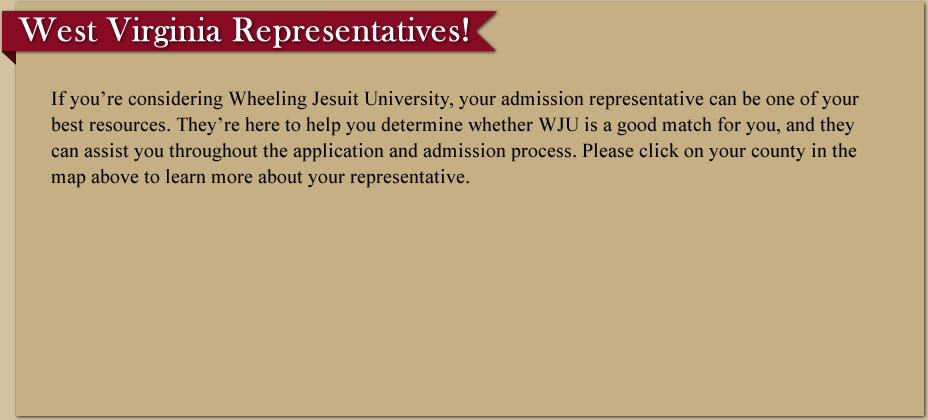 West Virginia Representatives!
If you’re considering Wheeling Jesuit University, your admission representative can be one of your
best resources. They’re here to help you determine whether WJU is a good match for you, and they
can assist you throughout the application and admission process. Please click on your county in the
map above to learn more about your representative.